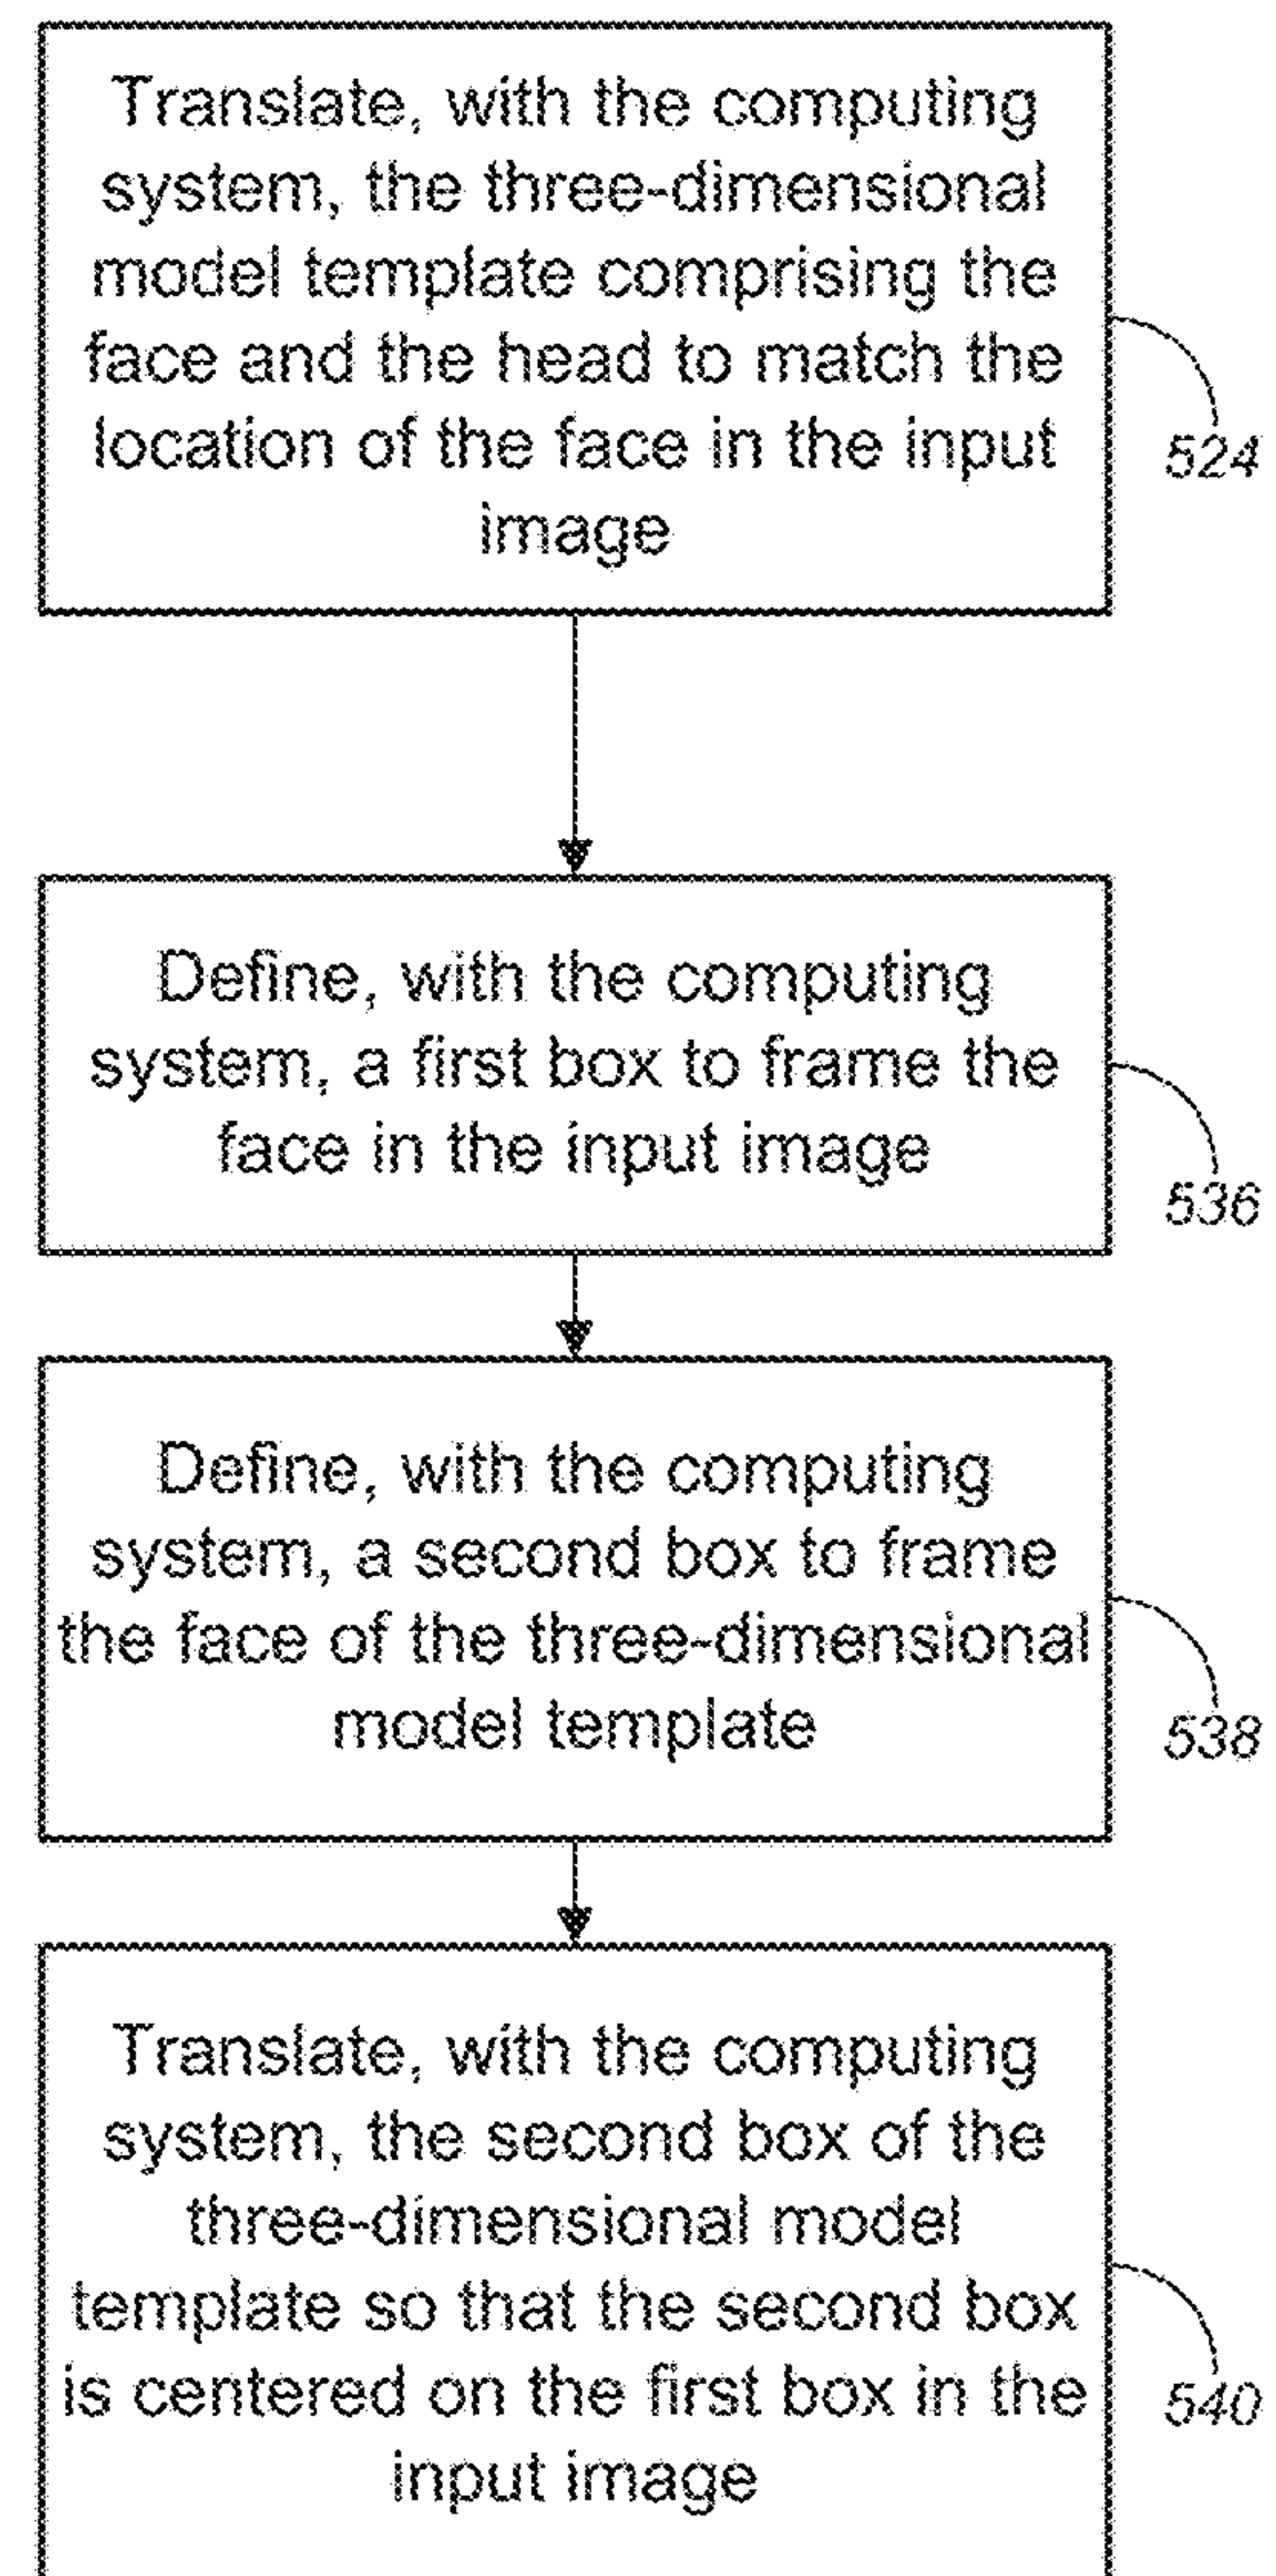 Translate, with the computing
system, the three-dimensional
model template comprising the
face and the head to match the
location of the face in the input
image
524
Define, with the computing
system, a first box to frame the
face in the input image
536
Define, with the computing
system, a second box to frame
the face of the three-dimensional
model template
538
Translate, with the computing
system, the second box of the
three-dimensional model
template so that the second box
is centered on the first box in the
input image
540